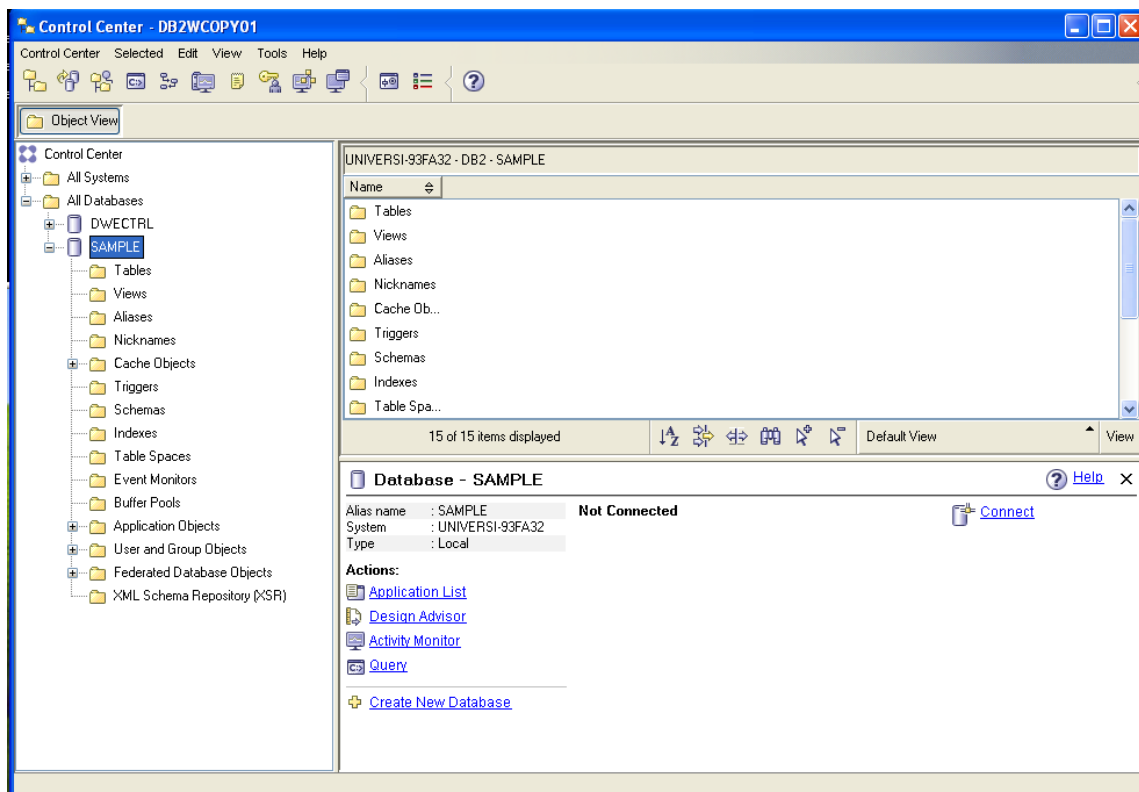 Control Center - DB2WCOPY01
Control Center Selected Edit View Tools Help
Object View
Control Center
All Systems
All Databases
DWECTRL
SAMPLE
Tables
Views
Aliases
Nicknames
Cache Objects
Triggers
Schemas
Indexes
Table Spaces
Event Monitors
Buffer Pools
Application Objects
User and Group Objects
Federated Database Objects
XML Schema Repository (XSR)
UNIVERSI-93FA32 - DB2 - SAMPLE
Name
Tables
Views
Aliases
Nicknames
Cache Ob...
Triggers
Schemas
Indexes
Table Spa...
15 of 15 items displayed
Default View
View
Database - SAMPLE
Help
Alias name : SAMPLE
System : UNIVERSI-93FA32
Type : Local
Not Connected
Connect
Actions:
Application List
Design Advisor
Activity Monitor
Query
Create New Database